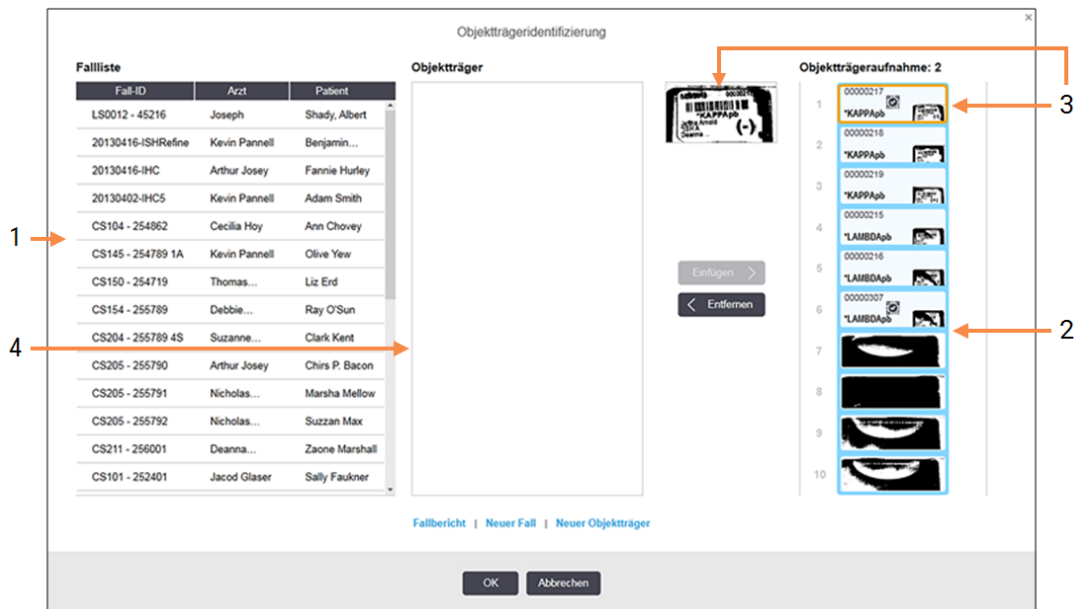 ×
Objektträgeridentifizierung
Fallliste
Fall-ID Arzt Patient
LS0012 - 45216 Joseph Shady, Albert
20130416-ISHRefine Kevin Pannell Benjamin...
20130416-IHC Arthur Josey Fannie Hurley
20130402-IHC5 Kevin Pannell Adam Smith
CS104 - 254862 Cecilia Hoy Ann Chovey
CS145 - 254789 1A Kevin Pannell Olive Yew
CS150 - 254719 Thomas... Liz Erd
CS154 - 255789 Debbie... Ray O'Sun
CS204 - 255789 4S Suzanne... Clark Kent
CS205 - 255790 Arthur Josey Chirs P. Bacon
CS205 - 255791 Nicholas... Marsha Mellow
CS205 - 255792 Nicholas... Suzzan Max
CS211 - 256001 Deanna... Zaone Marshall
CS101 - 252401 Jacod Glaser Sally Faukner
Objektträger
*KAPPApb
(-)
Deanna
Einfügen >
< Entfernen
Objektträgeraufnahme: 2
1 00000217
*KAPPApb
2 00000218
*KAPPApb
3 00000219
*KAPPApb
4 00000215
*LAMBDApb
5 00000216
*LAMBDApb
6 00000307
*LAMBDApb
7
8
9
10
Fallbericht | Neuer Fall | Neuer Objektträger
OK Abbrechen
1
4
3
2